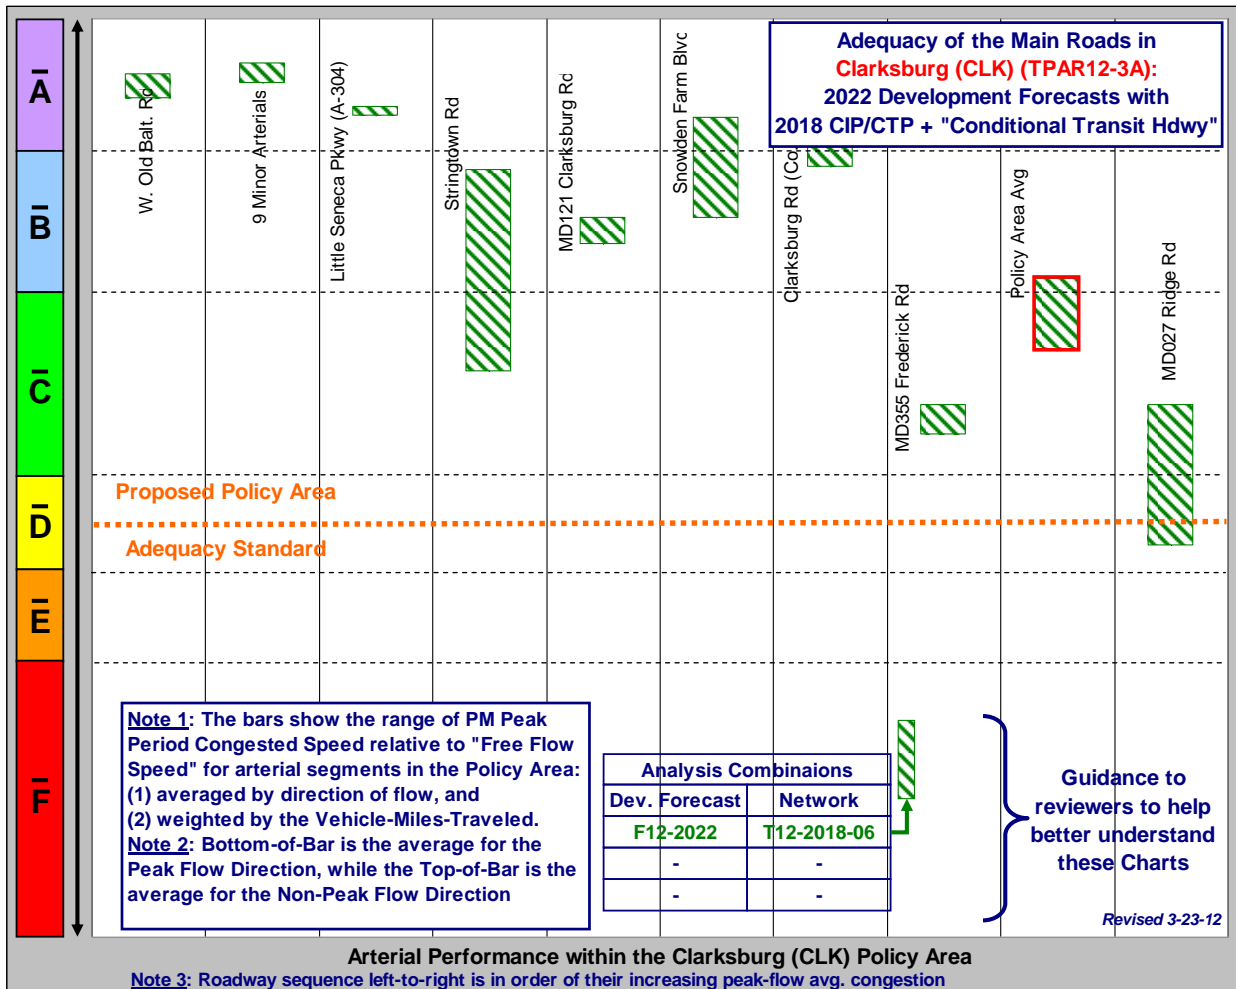 Adequacy of the Main Roads in
Clarksburg (CLK) (TPAR12-3A):
2022 Development Forecasts with
2018 CIP/CTP + "Conditional Transit Hdwy"
A
B
C
D
E
F
W. Old Balt. Rd
9 Minor Arterials
Little Seneca Pkwy (A-304)
Stringtown Rd
MD121 Clarksburg Rd
Snowden Farm Blvd
Clarksburg Rd (Co
MD355 Frederick Rd
Policy Area Avg
MD027 Ridge Rd
Proposed Policy Area
Adequacy Standard
Note 1: The bars show the range of PM Peak
Period Congested Speed relative to "Free Flow
Speed" for arterial segments in the Policy Area:
(1) averaged by direction of flow, and
(2) weighted by the Vehicle-Miles-Traveled.
Note 2: Bottom-of-Bar is the average for the
Peak Flow Direction, while the Top-of-Bar is the
average for the Non-Peak Flow Direction
Analysis Combinaions
Dev. Forecast Network
F12-2022 T12-2018-06
- -
- -
Guidance to
reviewers to help
better understand
these Charts
Revised 3-23-12
Arterial Performance within the Clarksburg (CLK) Policy Area
Note 3: Roadway sequence left-to-right is in order of their increasing peak-flow avg. congestion